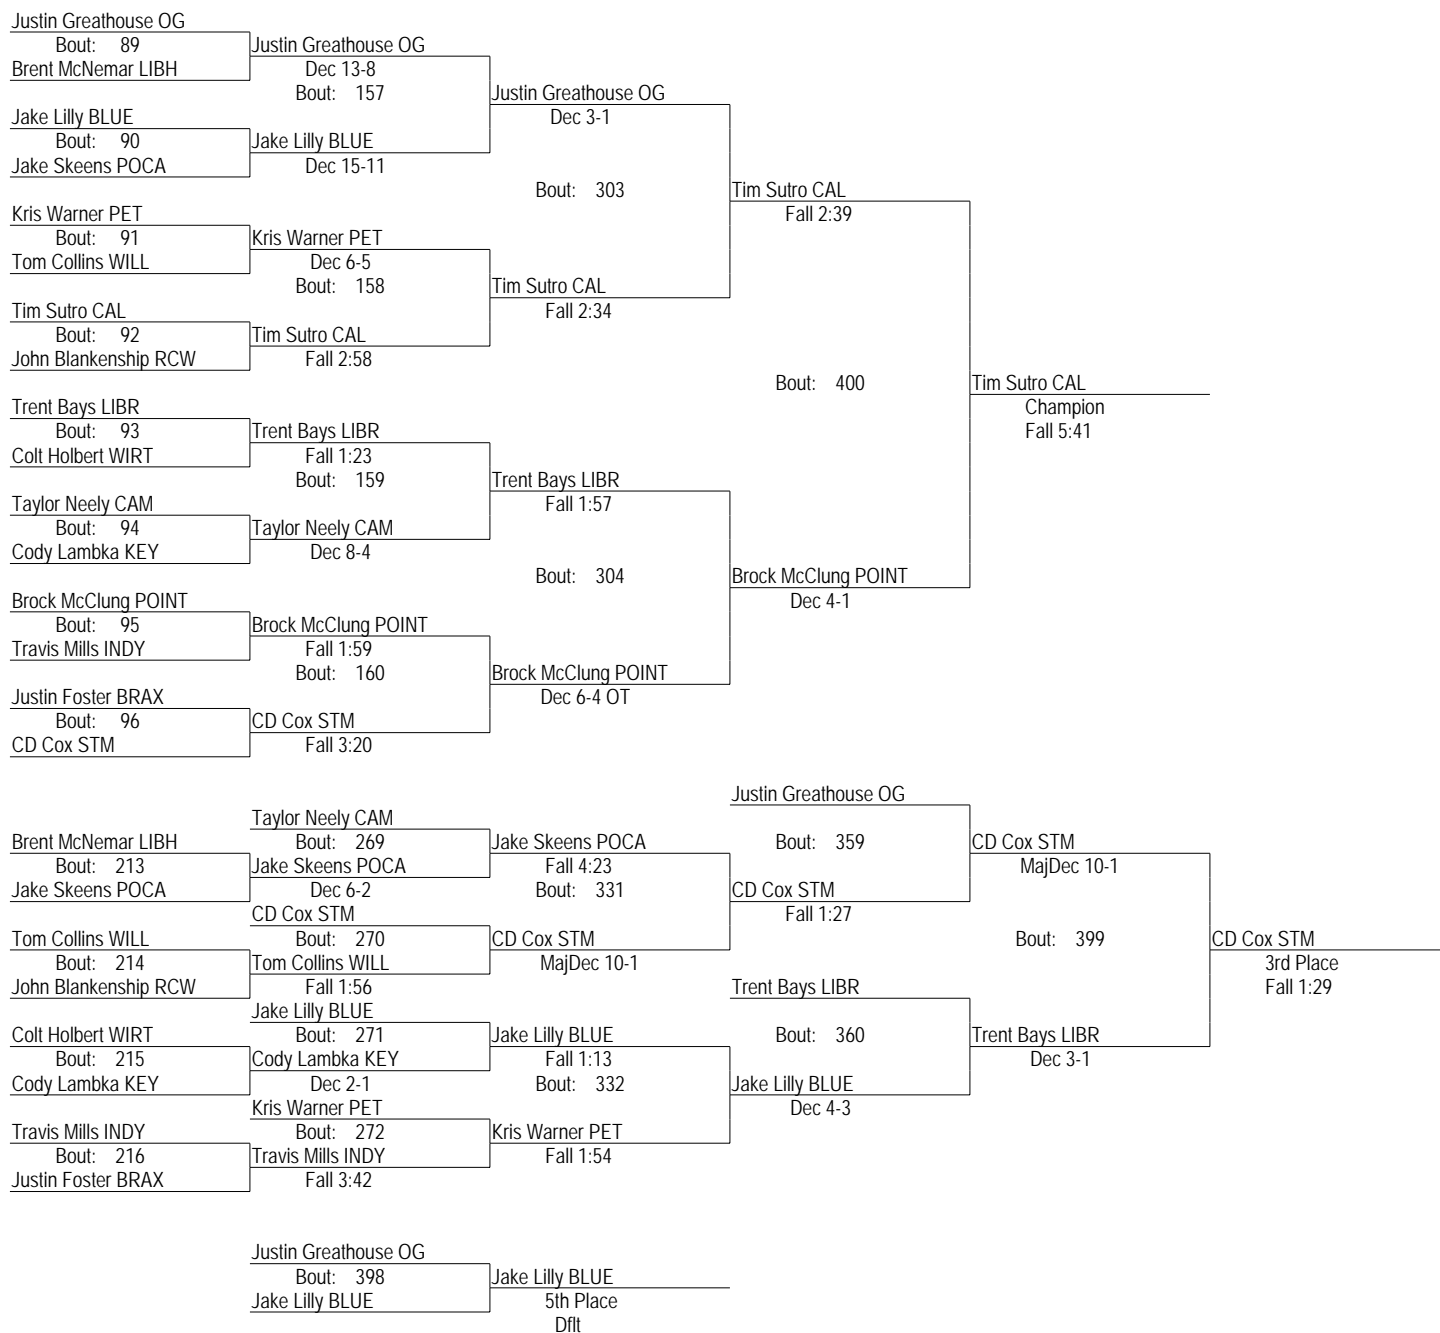 Justin Greathouse OG
Bout: 89 Justin Greathouse OG
Brent McNemar LIBH Dec 13-8
Bout: 157 Justin Greathouse OG
Jake Lilly BLUE Dec 3-1
Bout: 90 Jake Lilly BLUE
Jake Skeens POCA Dec 15-11
Bout: 303 Tim Sutro CAL
Kris Warner PET Fall 2:39
Bout: 91 Kris Warner PET
Tom Collins WILL Dec 6-5
Bout: 158 Tim Sutro CAL
Tim Sutro CAL Fall 2:34
Bout: 92 Tim Sutro CAL
John Blankenship RCW Fall 2:58
Bout: 400 Tim Sutro CAL
Trent Bays LIBR Champion
Bout: 93 Trent Bays LIBR Fall 5:41
Colt Holbert WIRT Fall 1:23
Bout: 159 Trent Bays LIBR
Taylor Neely CAM Fall 1:57
Bout: 94 Taylor Neely CAM
Cody Lambka KEY Dec 8-4
Bout: 304 Brock McClung POINT
Brock McClung POINT Dec 4-1
Bout: 95 Brock McClung POINT
Travis Mills INDY Fall 1:59
Bout: 160 Brock McClung POINT
Justin Foster BRAX Dec 6-4 OT
Bout: 96 CD Cox STM
CD Cox STM Fall 3:20
Justin Greathouse OG
Taylor Neely CAM
Brent McNemar LIBH Bout: 269 Jake Skeens POCA Bout: 359 CD Cox STM
Bout: 213 Jake Skeens POCA Fall 4:23 MajDec 10-1
Jake Skeens POCA Dec 6-2 Bout: 331 CD Cox STM
CD Cox STM Fall 1:27
Tom Collins WILL Bout: 270 CD Cox STM Bout: 399 CD Cox STM
Bout: 214 Tom Collins WILL MajDec 10-1 3rd Place
John Blankenship RCW Fall 1:56 Trent Bays LIBR Fall 1:29
Jake Lilly BLUE
Colt Holbert WIRT Bout: 271 Jake Lilly BLUE Bout: 360 Trent Bays LIBR
Bout: 215 Cody Lambka KEY Fall 1:13 Dec 3-1
Cody Lambka KEY Dec 2-1 Bout: 332 Jake Lilly BLUE
Kris Warner PET Dec 4-3
Travis Mills INDY Bout: 272 Kris Warner PET
Bout: 216 Travis Mills INDY Fall 1:54
Justin Foster BRAX Fall 3:42
Justin Greathouse OG
Bout: 398 Jake Lilly BLUE
Jake Lilly BLUE 5th Place
Dflt